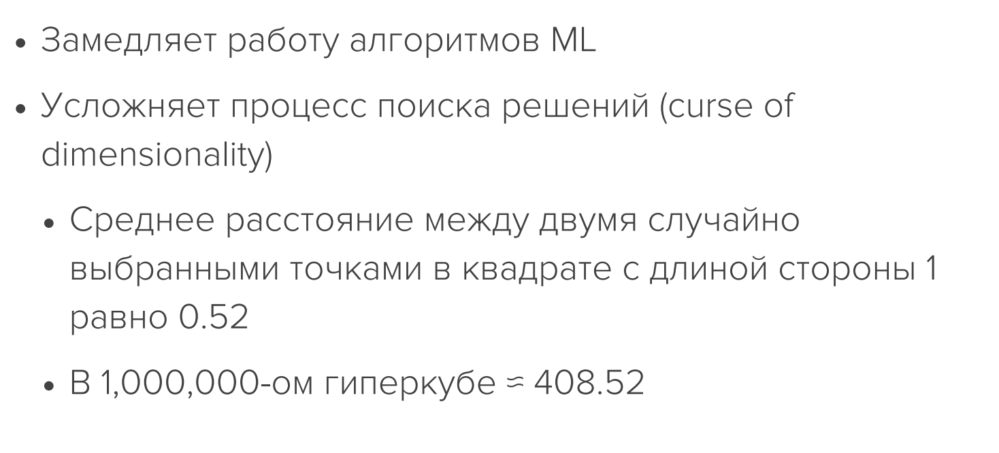 • Замедляет работу алгоритмов ML
• Усложняет процесс поиска решений (curse of
dimensionality)
• Среднее расстояние между двумя случайно
выбранными точками в квадрате с длиной стороны 1
равно 0.52
• В 1,000,000-ом гиперкубе ≈ 408.52